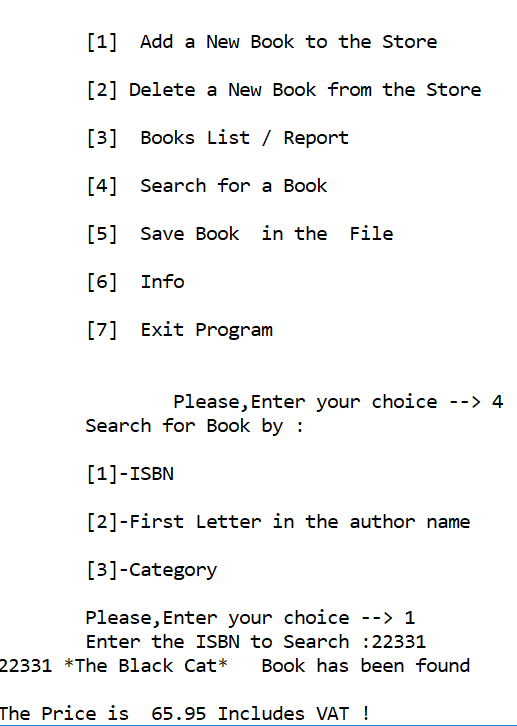 [1]  Add a New Book to the Store
[2] Delete a New Book from the Store
[3]  Books List / Report
[4]  Search for a Book
[5]  Save Book  in the  File
[6]  Info
[7]  Exit Program
Please,Enter your choice --> 4
Search for Book by :
[1]-ISBN
[2]-First Letter in the author name
[3]-Category
Please,Enter your choice --> 1
Enter the ISBN to Search :22331
22331 *The Black Cat*   Book has been found
The Price is  65.95 Includes VAT !